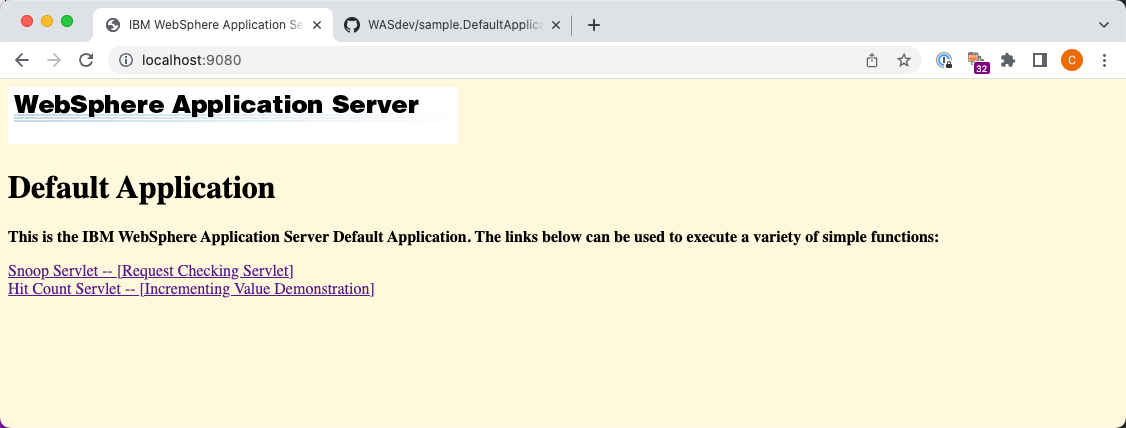 IBM WebSphere Application Se
WASdev/sample.DefaultApplica
localhost:9080
32
C
WebSphere Application Server
Default Application
This is the IBM WebSphere Application Server Default Application. The links below can be used to execute a variety of simple functions:
Snoop Servlet -- [Request Checking Servlet]
Hit Count Servlet -- [Incrementing Value Demonstration]